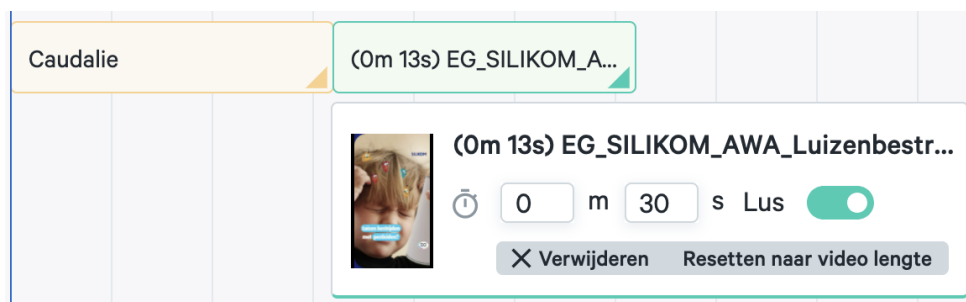 Caudalie
(0m 13s) EG_SILIKOM_A...
(0m 13s) EG_SILIKOM_AWA_Luizenbestr...
0 m 30 s Lus
Verwijderen Resetten naar video lengte